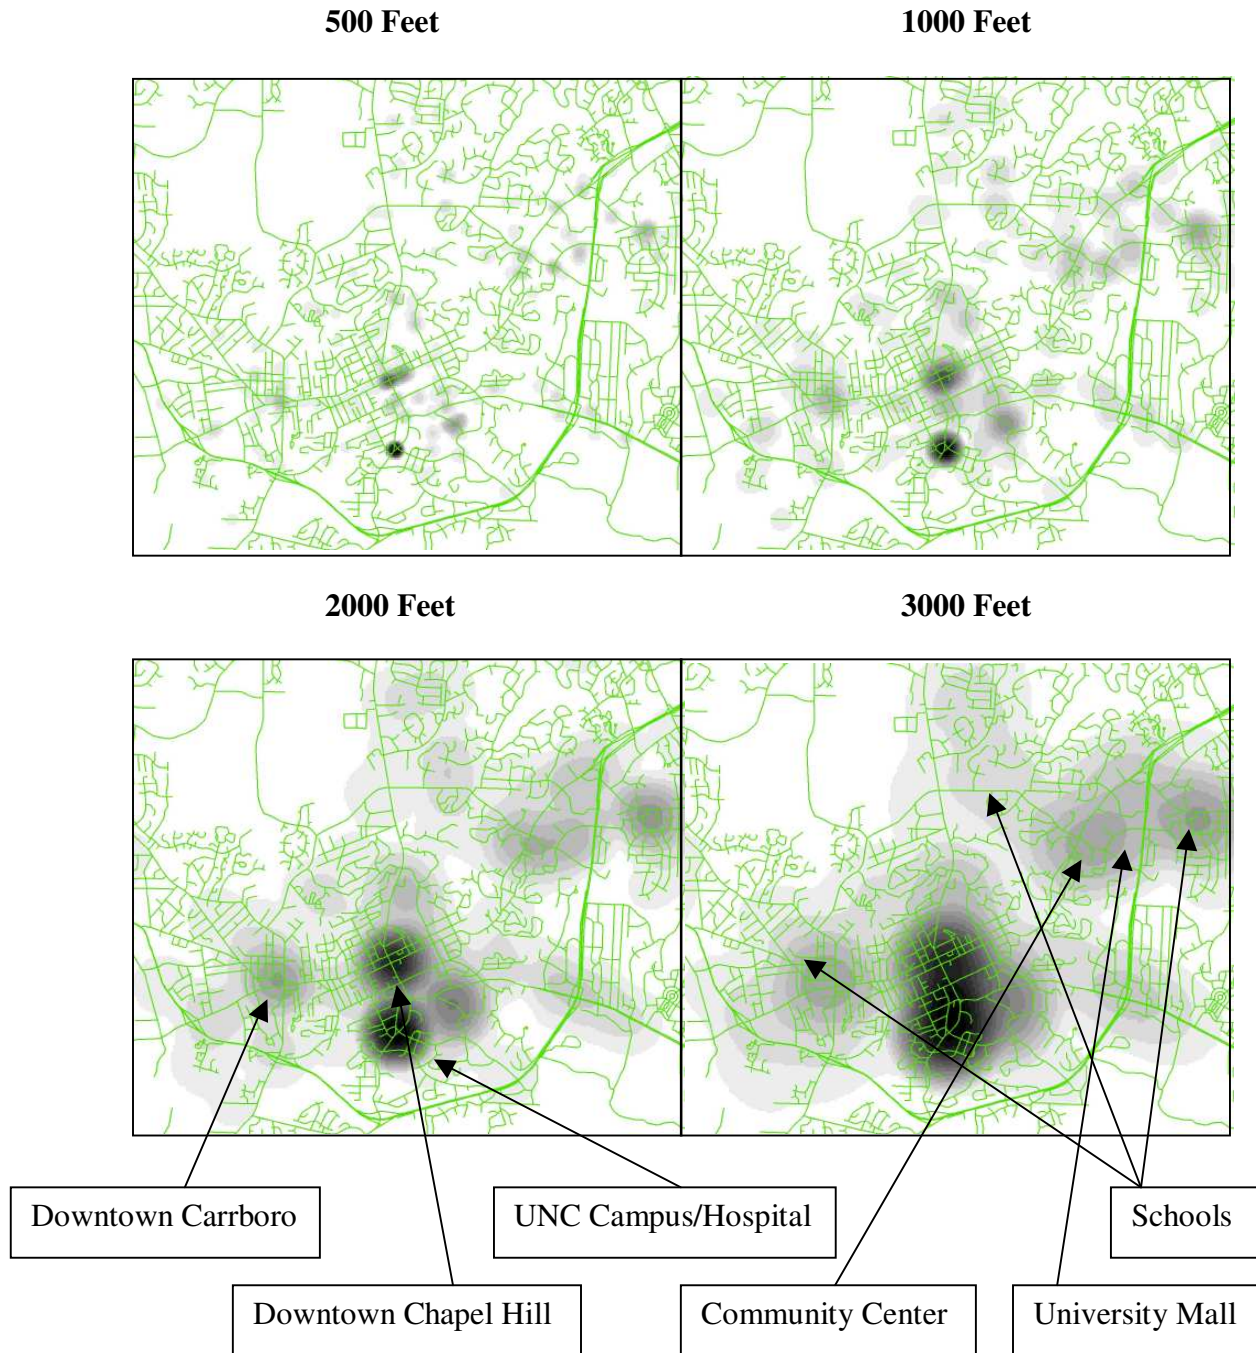 500 Feet
1000 Feet
2000 Feet
3000 Feet
Downtown Carrboro
UNC Campus/Hospital
Schools
Downtown Chapel Hill
Community Center
University Mall